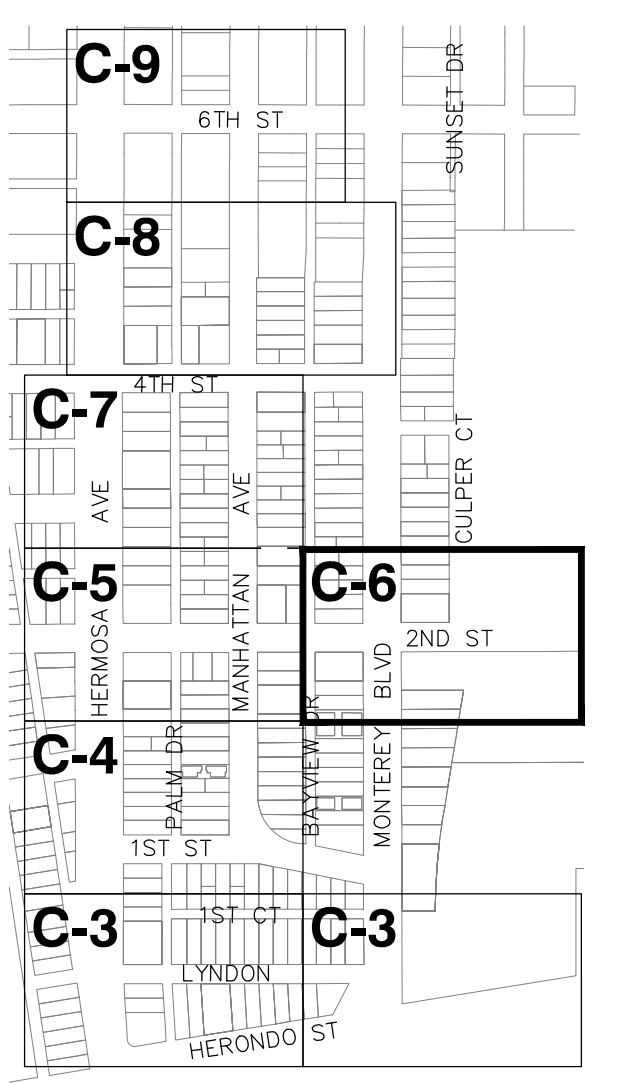 C-9
SUNSET DR
6TH ST
C-8
4TH ST
C-7
AVE
AVE
CULPER CT
C-5
C-6
HERMOSA
MANHATTAN
2ND ST
BLVD
C-4
PALM DR
BAYVIEW DR
MONTEREY
1ST ST
C-3
1ST CT
C-3
LYNDON
HERONDO ST